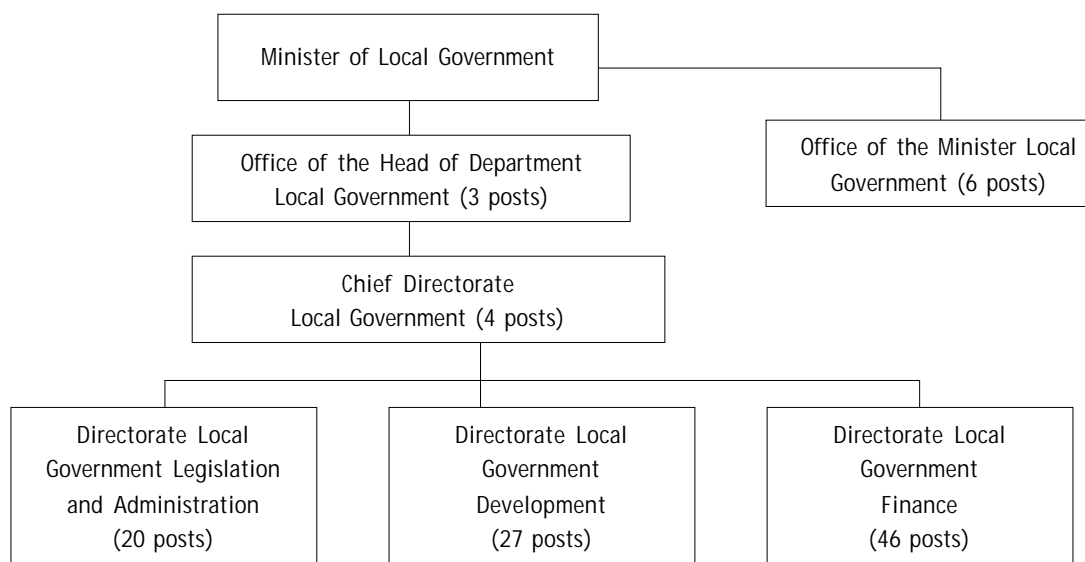 Minister of Local Government
Office of the Head of Department
Local Government (3 posts)
Office of the Minister Local
Government (6 posts)
Chief Directorate
Local Government (4 posts)
Directorate Local
Government Legislation
and Administration
(20 posts)
Directorate Local
Government
Development
(27 posts)
Directorate Local
Government
Finance
(46 posts)